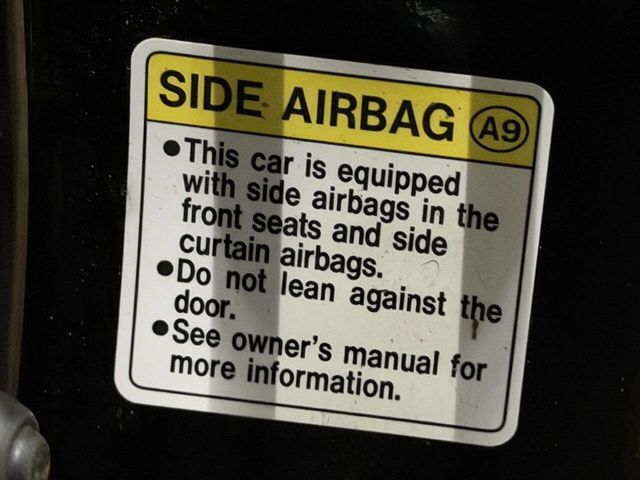 SIDE AIRBAG A9
●This car is equipped
with side airbags in the
front seats and side
curtain airbags.
●Do not lean against the
door.
●See owner's manual for
more information.